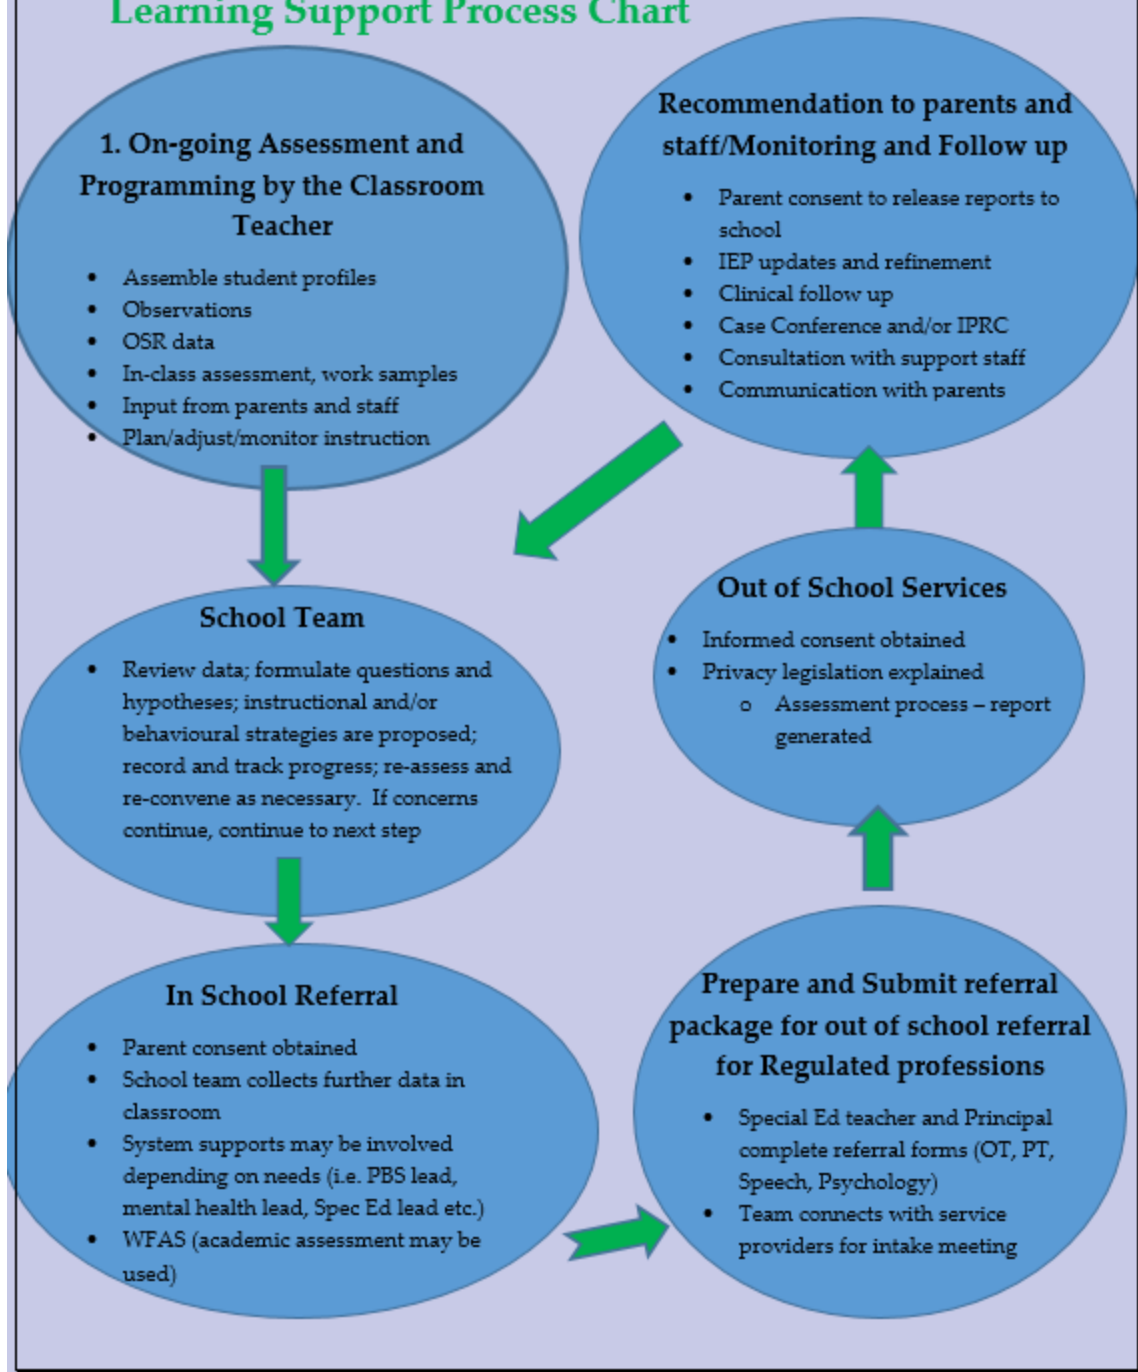 Learning Support Process Chart
1. On-going Assessment and
Programming by the Classroom
Teacher
• Assemble student profiles
• Observations
• OSR data
• In-class assessment, work samples
• Input from parents and staff
• Plan/adjust/monitor instruction
School Team
• Review data; formulate questions and
hypotheses; instructional and/or
behavioural strategies are proposed;
record and track progress; re-assess and
re-convene as necessary. If concerns
continue, continue to next step
In School Referral
• Parent consent obtained
• School team collects further data in
classroom
• System supports may be involved
depending on needs (i.e. PBS lead,
mental health lead, Spec Ed lead etc.)
• WFAS (academic assessment may be
used)
Prepare and Submit referral
package for out of school referral
for Regulated professions
• Special Ed teacher and Principal
complete referral forms (OT, PT,
Speech, Psychology)
• Team connects with service
providers for intake meeting
Out of School Services
• Informed consent obtained
• Privacy legislation explained
o Assessment process – report
generated
Recommendation to parents and
staff/Monitoring and Follow up
• Parent consent to release reports to
school
• IEP updates and refinement
• Clinical follow up
• Case Conference and/or IPRC
• Consultation with support staff
• Communication with parents